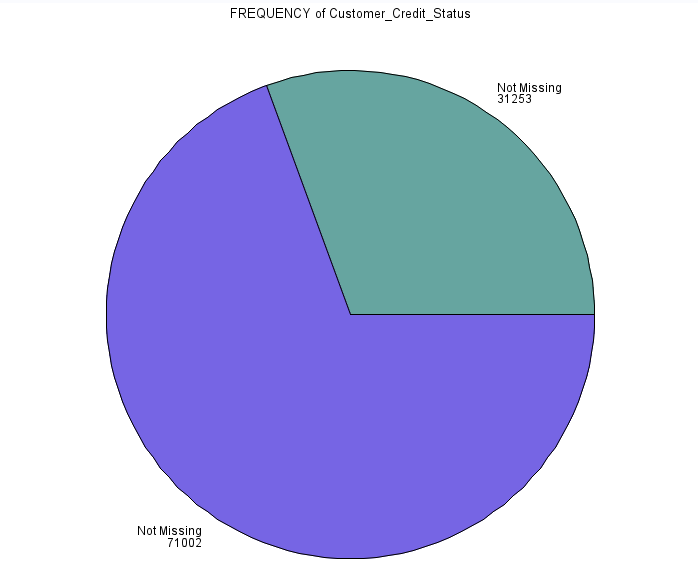 FREQUENCY of Customer_Credit_Status
Not Missing
31253
Not Missing
71002